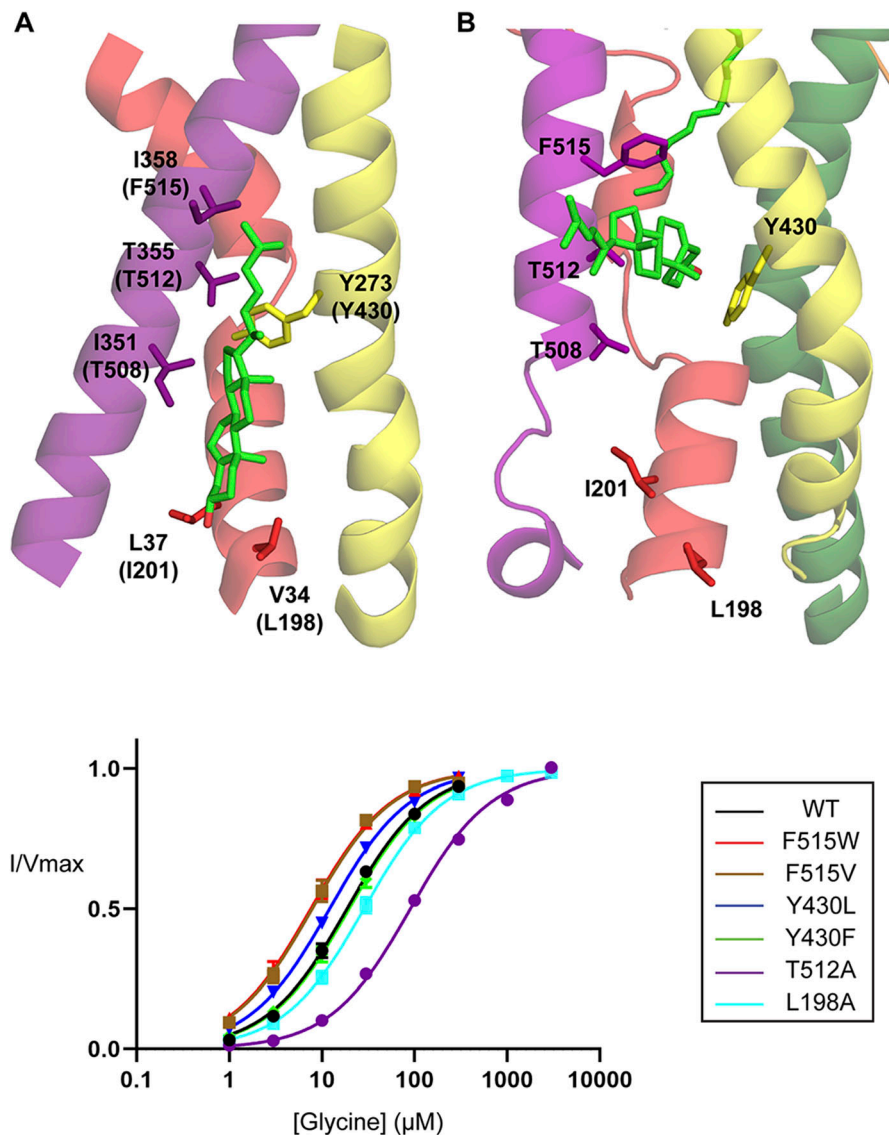 A
I358
(F515)
T355
(T512)
Y273
(Y430)
I351
(T508)
L37
(I201)
V34
(L198)
B
F515
Y430
T512
T508
I201
L198
I/Vmax
1.0
0.5
0.0
0.1
1
10
100
1000
10000
[Glycine] (µM)
WT
F515W
F515V
Y430L
Y430F
T512A
L198A